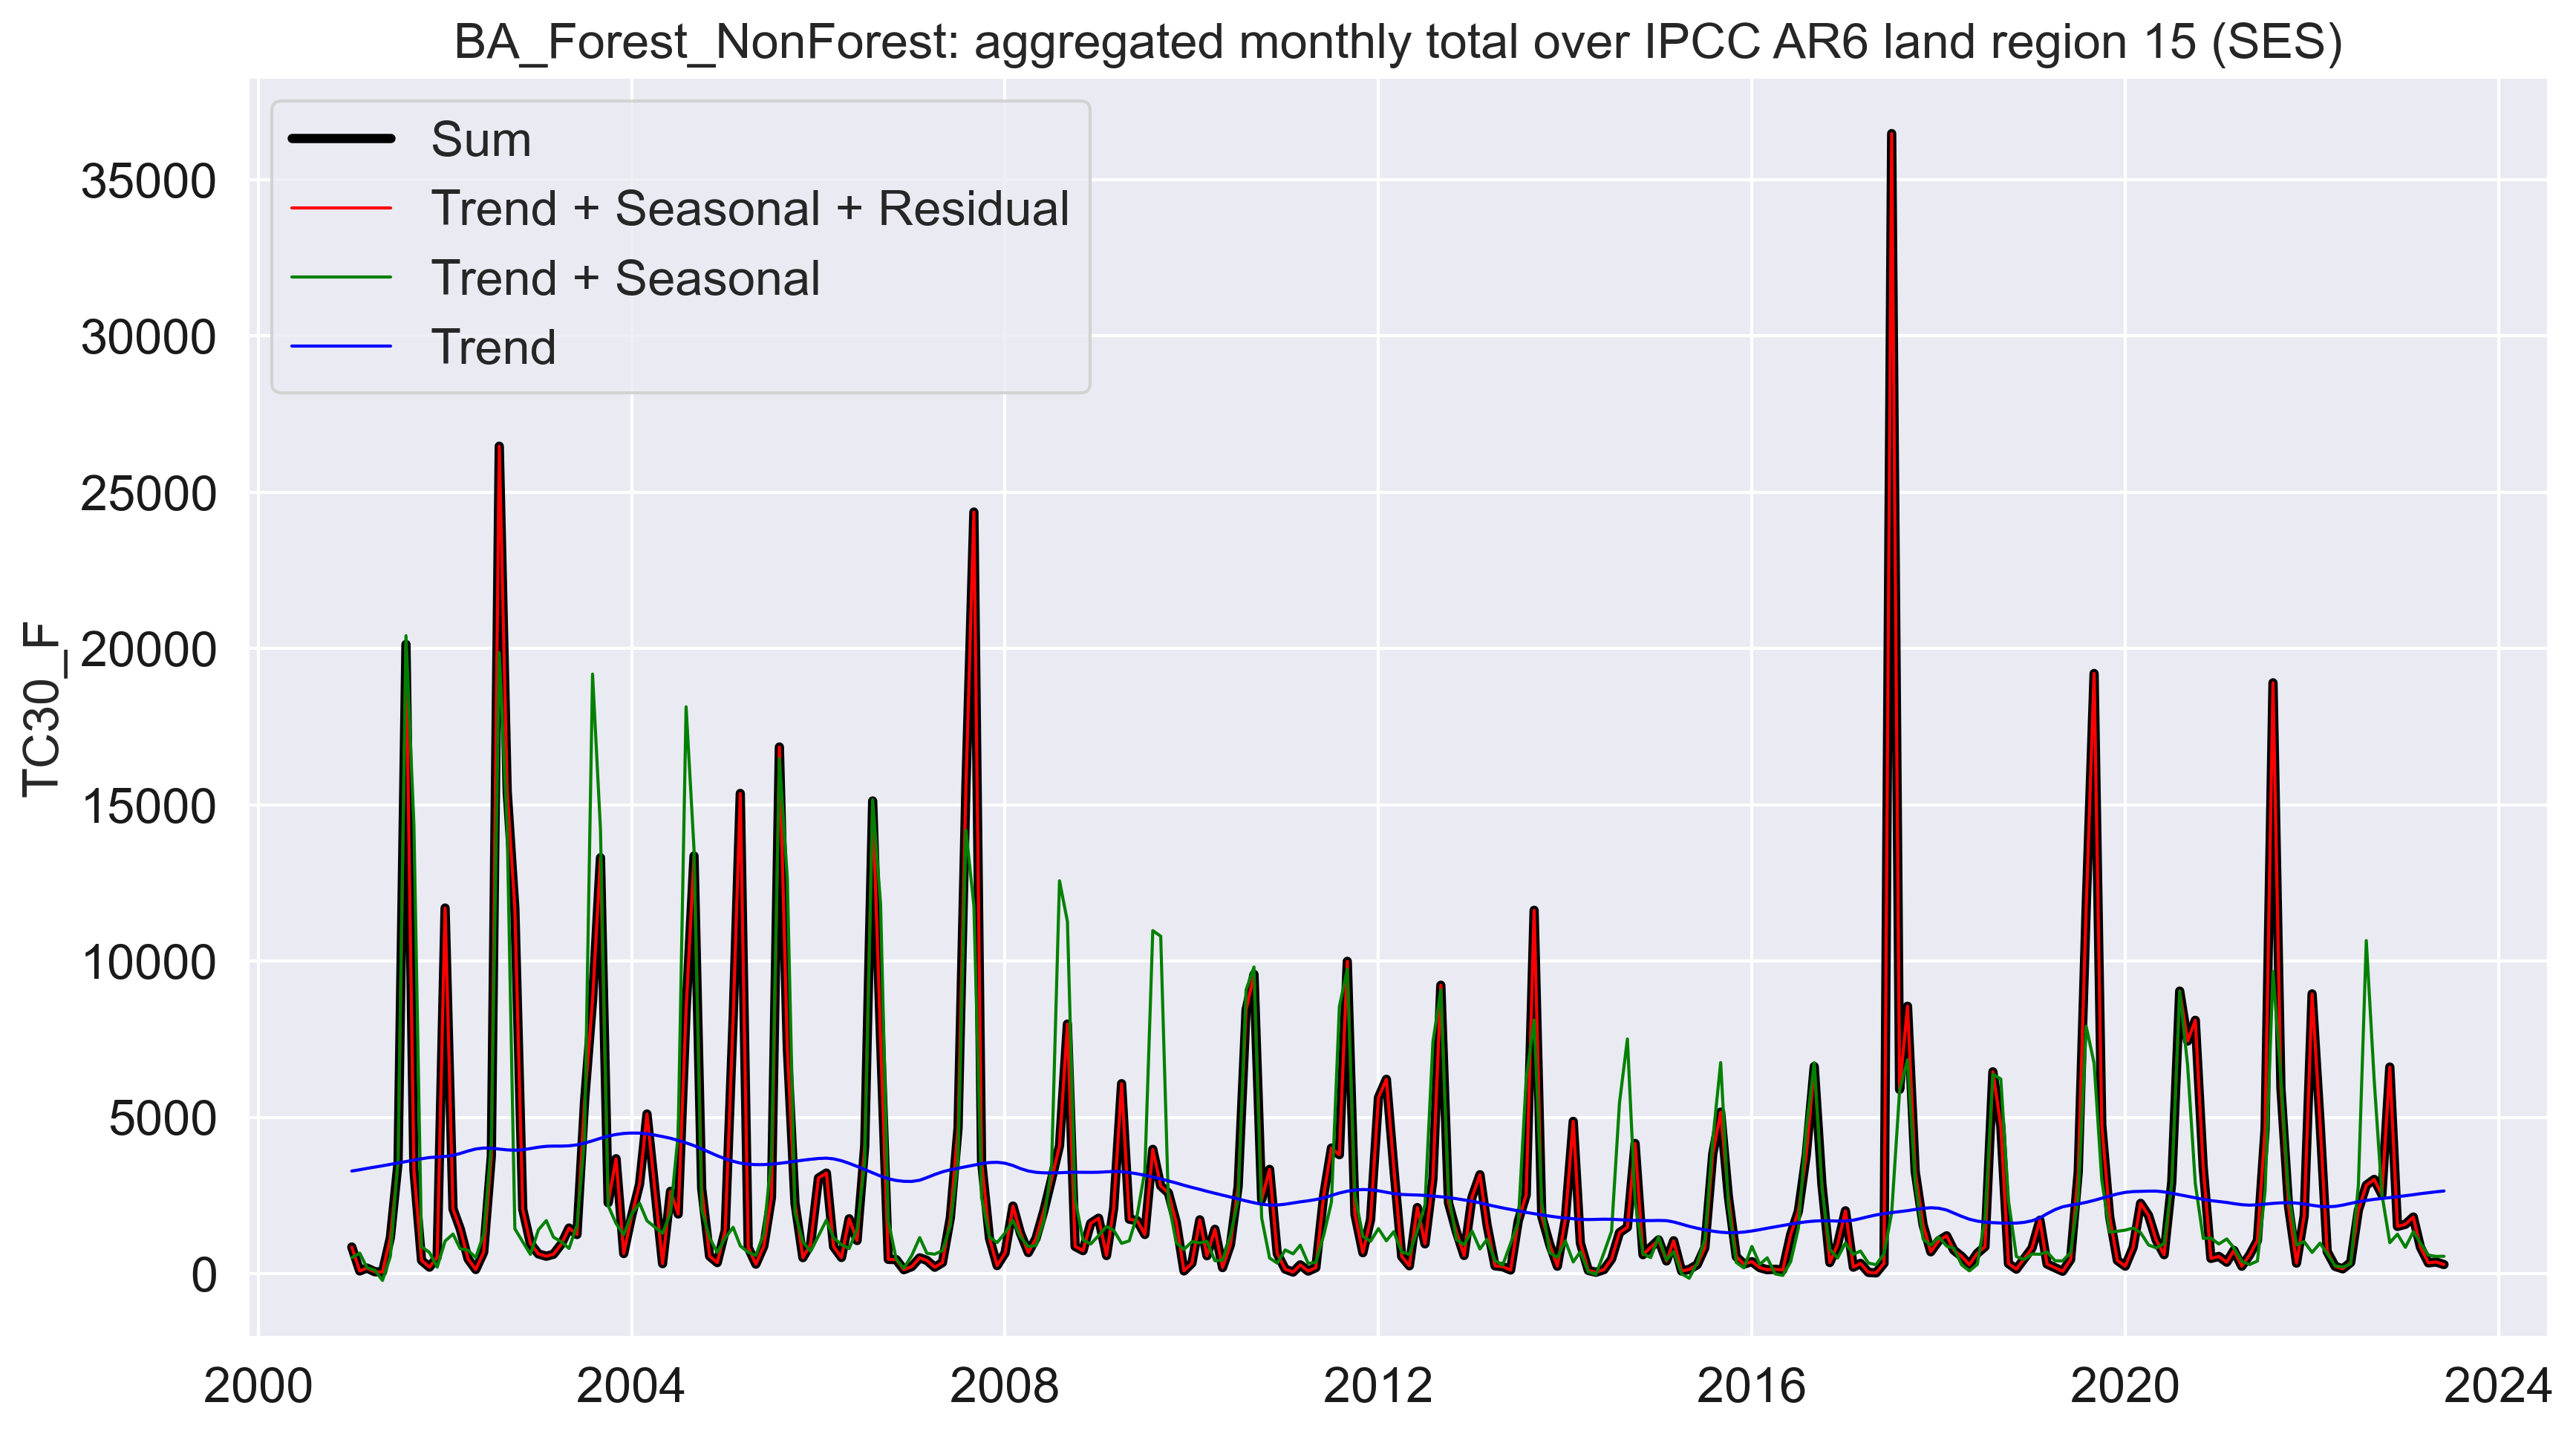 BA_Forest_NonForest: aggregated monthly total over IPCC AR6 land region 15 (SES)
Sum
Trend + Seasonal + Residual
Trend + Seasonal
Trend
TC30_F
35000
30000
25000
20000
15000
10000
5000
0
2000 2004 2008 2012 2016 2020 2024